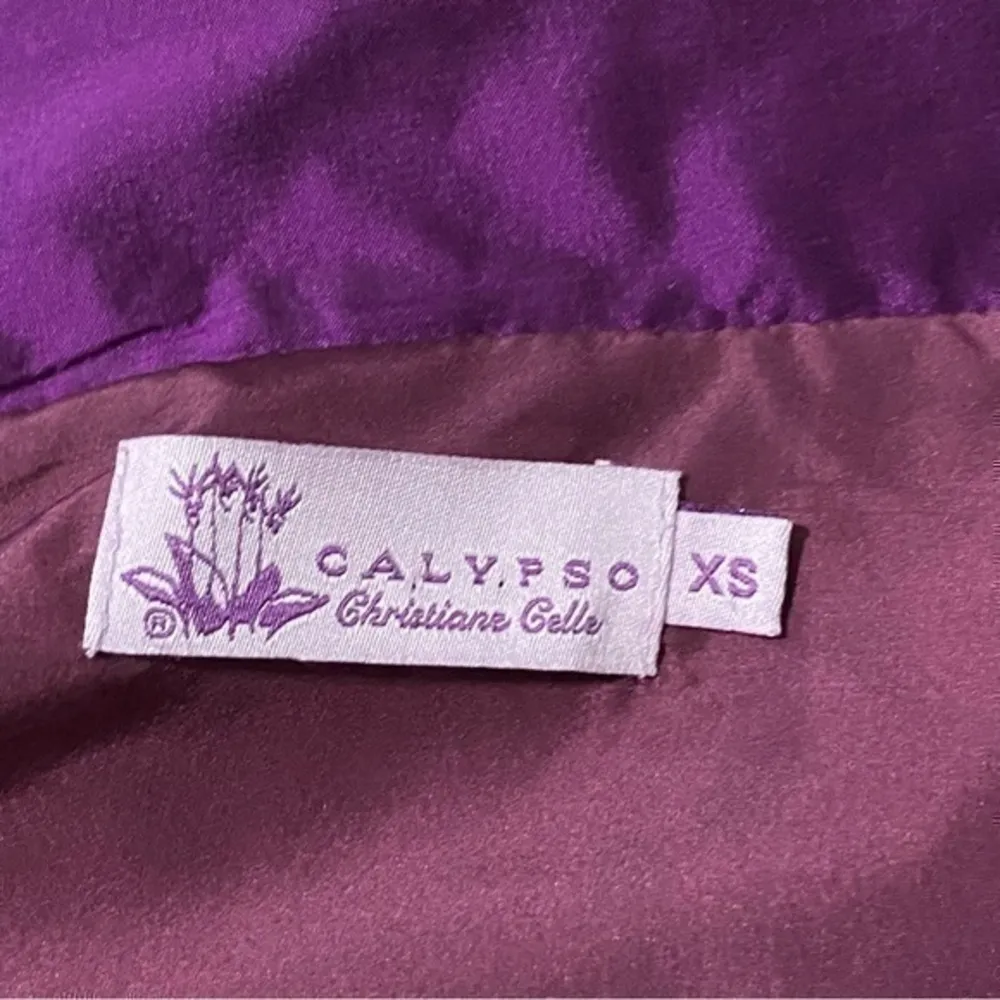 CALYPSO
Christiane Celle
®
XS